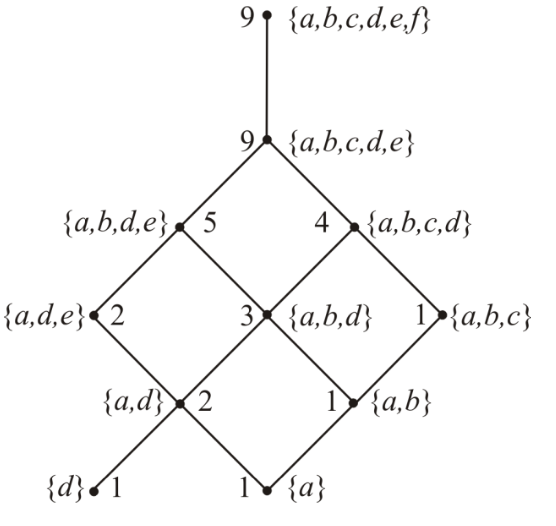 9 {a,b,c,d,e,f}
9 {a,b,c,d,e}
{a,b,d,e} 5 4 {a,b,c,d}
{a,d,e} 2 3 {a,b,d} 1 {a,b,c}
{a,d} 2 1 {a,b}
{d} 1 1 {a}